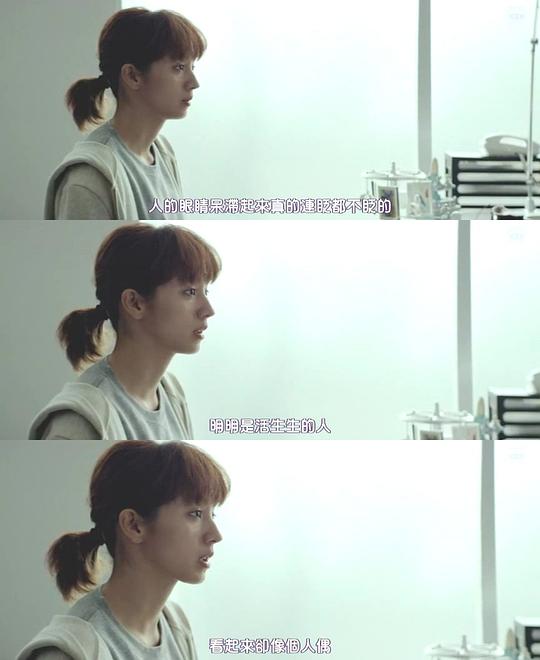 人的眼睛呆滯起來真的連眨都不眨的
明明是活生生的人
看起來卻像個人偶